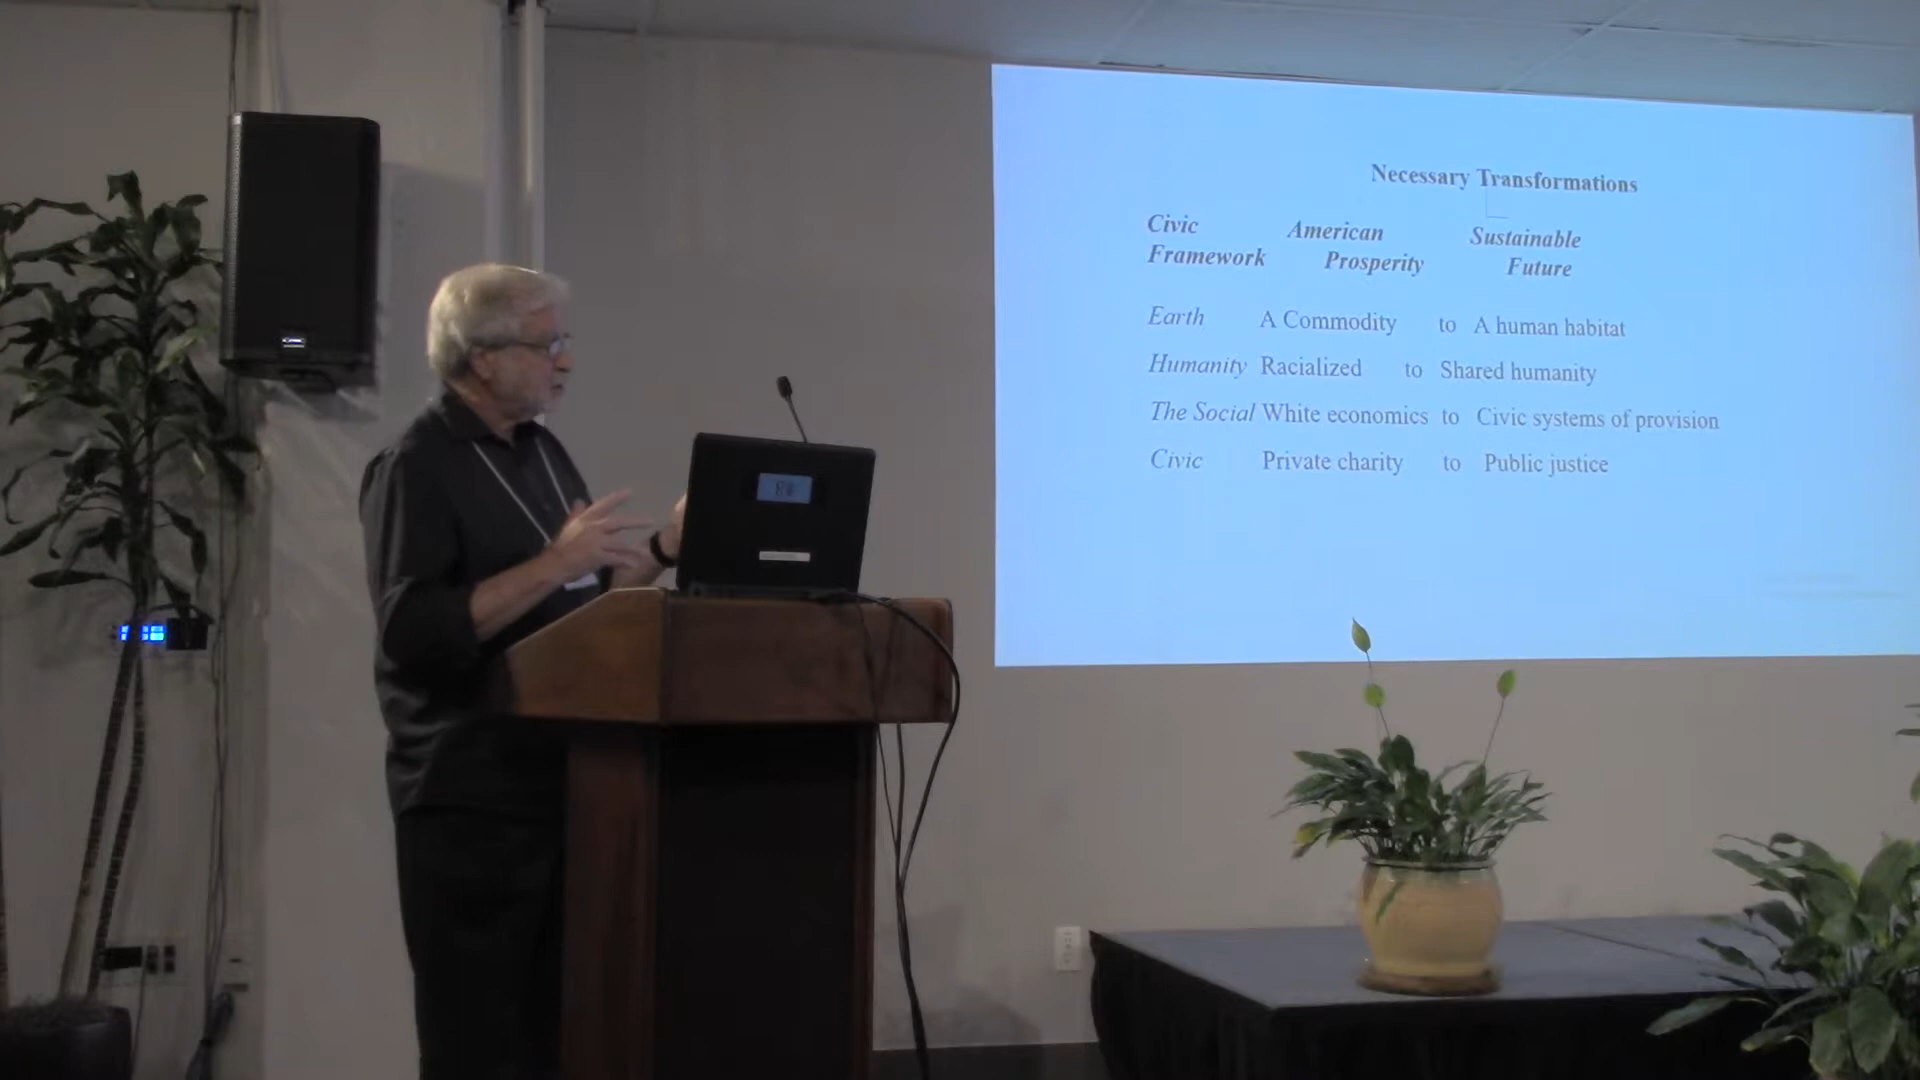 Necessary Transformations
Civic American Sustainable
Framework Prosperity Future
Earth A Commodity to A human habitat
Humanity Racialized to Shared humanity
The Social White economics to Civic systems of provision
Civic Private charity to Public justice